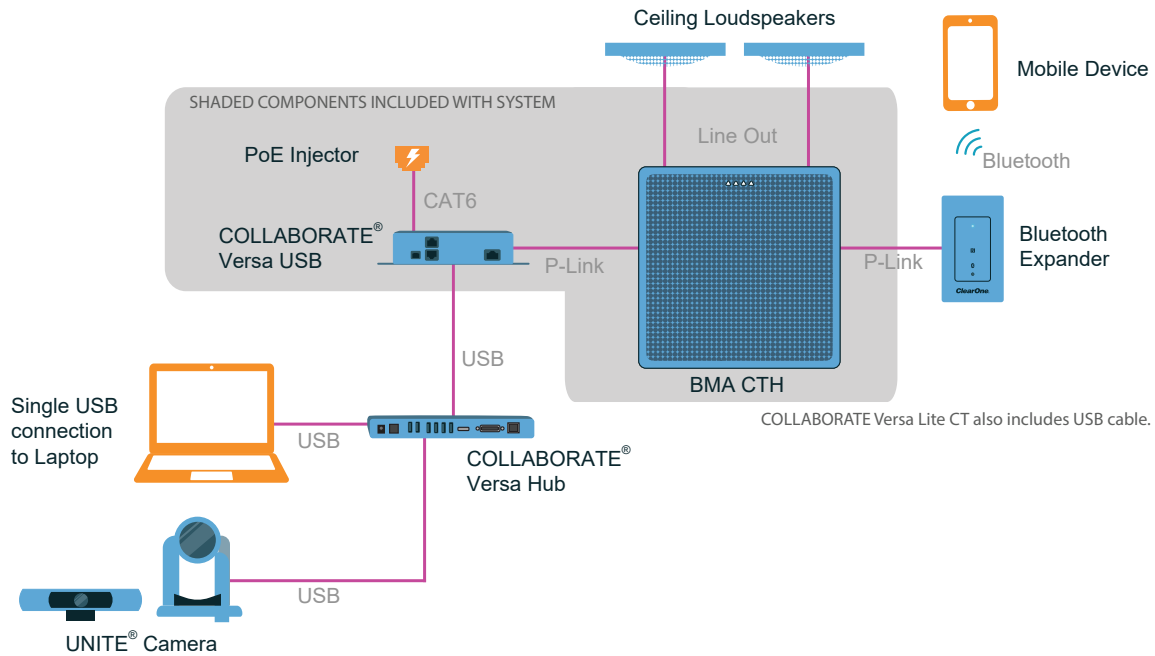 Ceiling Loudspeakers
Mobile Device
SHADED COMPONENTS INCLUDED WITH SYSTEM
Line Out
PoE Injector
Bluetooth
CAT6
COLLABORATE®
Versa USB
P-Link
P-Link
Bluetooth
Expander
ClearOne
USB
BMA CTH
COLLABORATE Versa Lite CT also includes USB cable.
Single USB
connection
to Laptop
USB
COLLABORATE®
Versa Hub
USB
UNITE® Camera